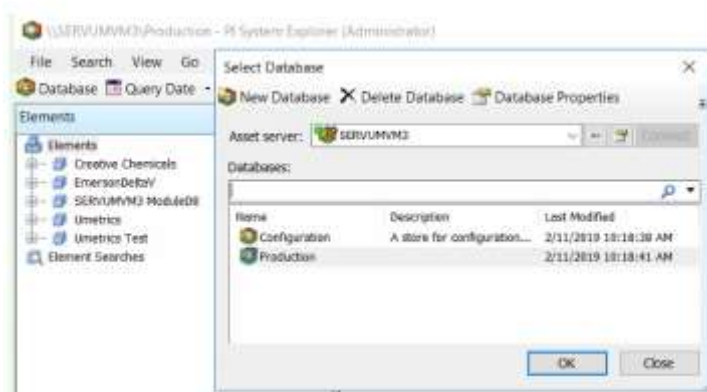 \\SERVUMVM3\Production - PI System Explorer (Administrator)
File Search View Go
Database Query Date
Elements
Elements
Creative Chemicals
EmersonDeltaV
SERVUMVM3 ModuleDB
Umetrics
Umetrics Test
Element Searches
Select Database
New Database Delete Database Database Properties
Asset server: SERVUMVM3 Connect
Databases:
Name Description Last Modified
Configuration A store for configuration... 2/11/2019 10:18:38 AM
Production 2/11/2019 10:18:41 AM
OK Close